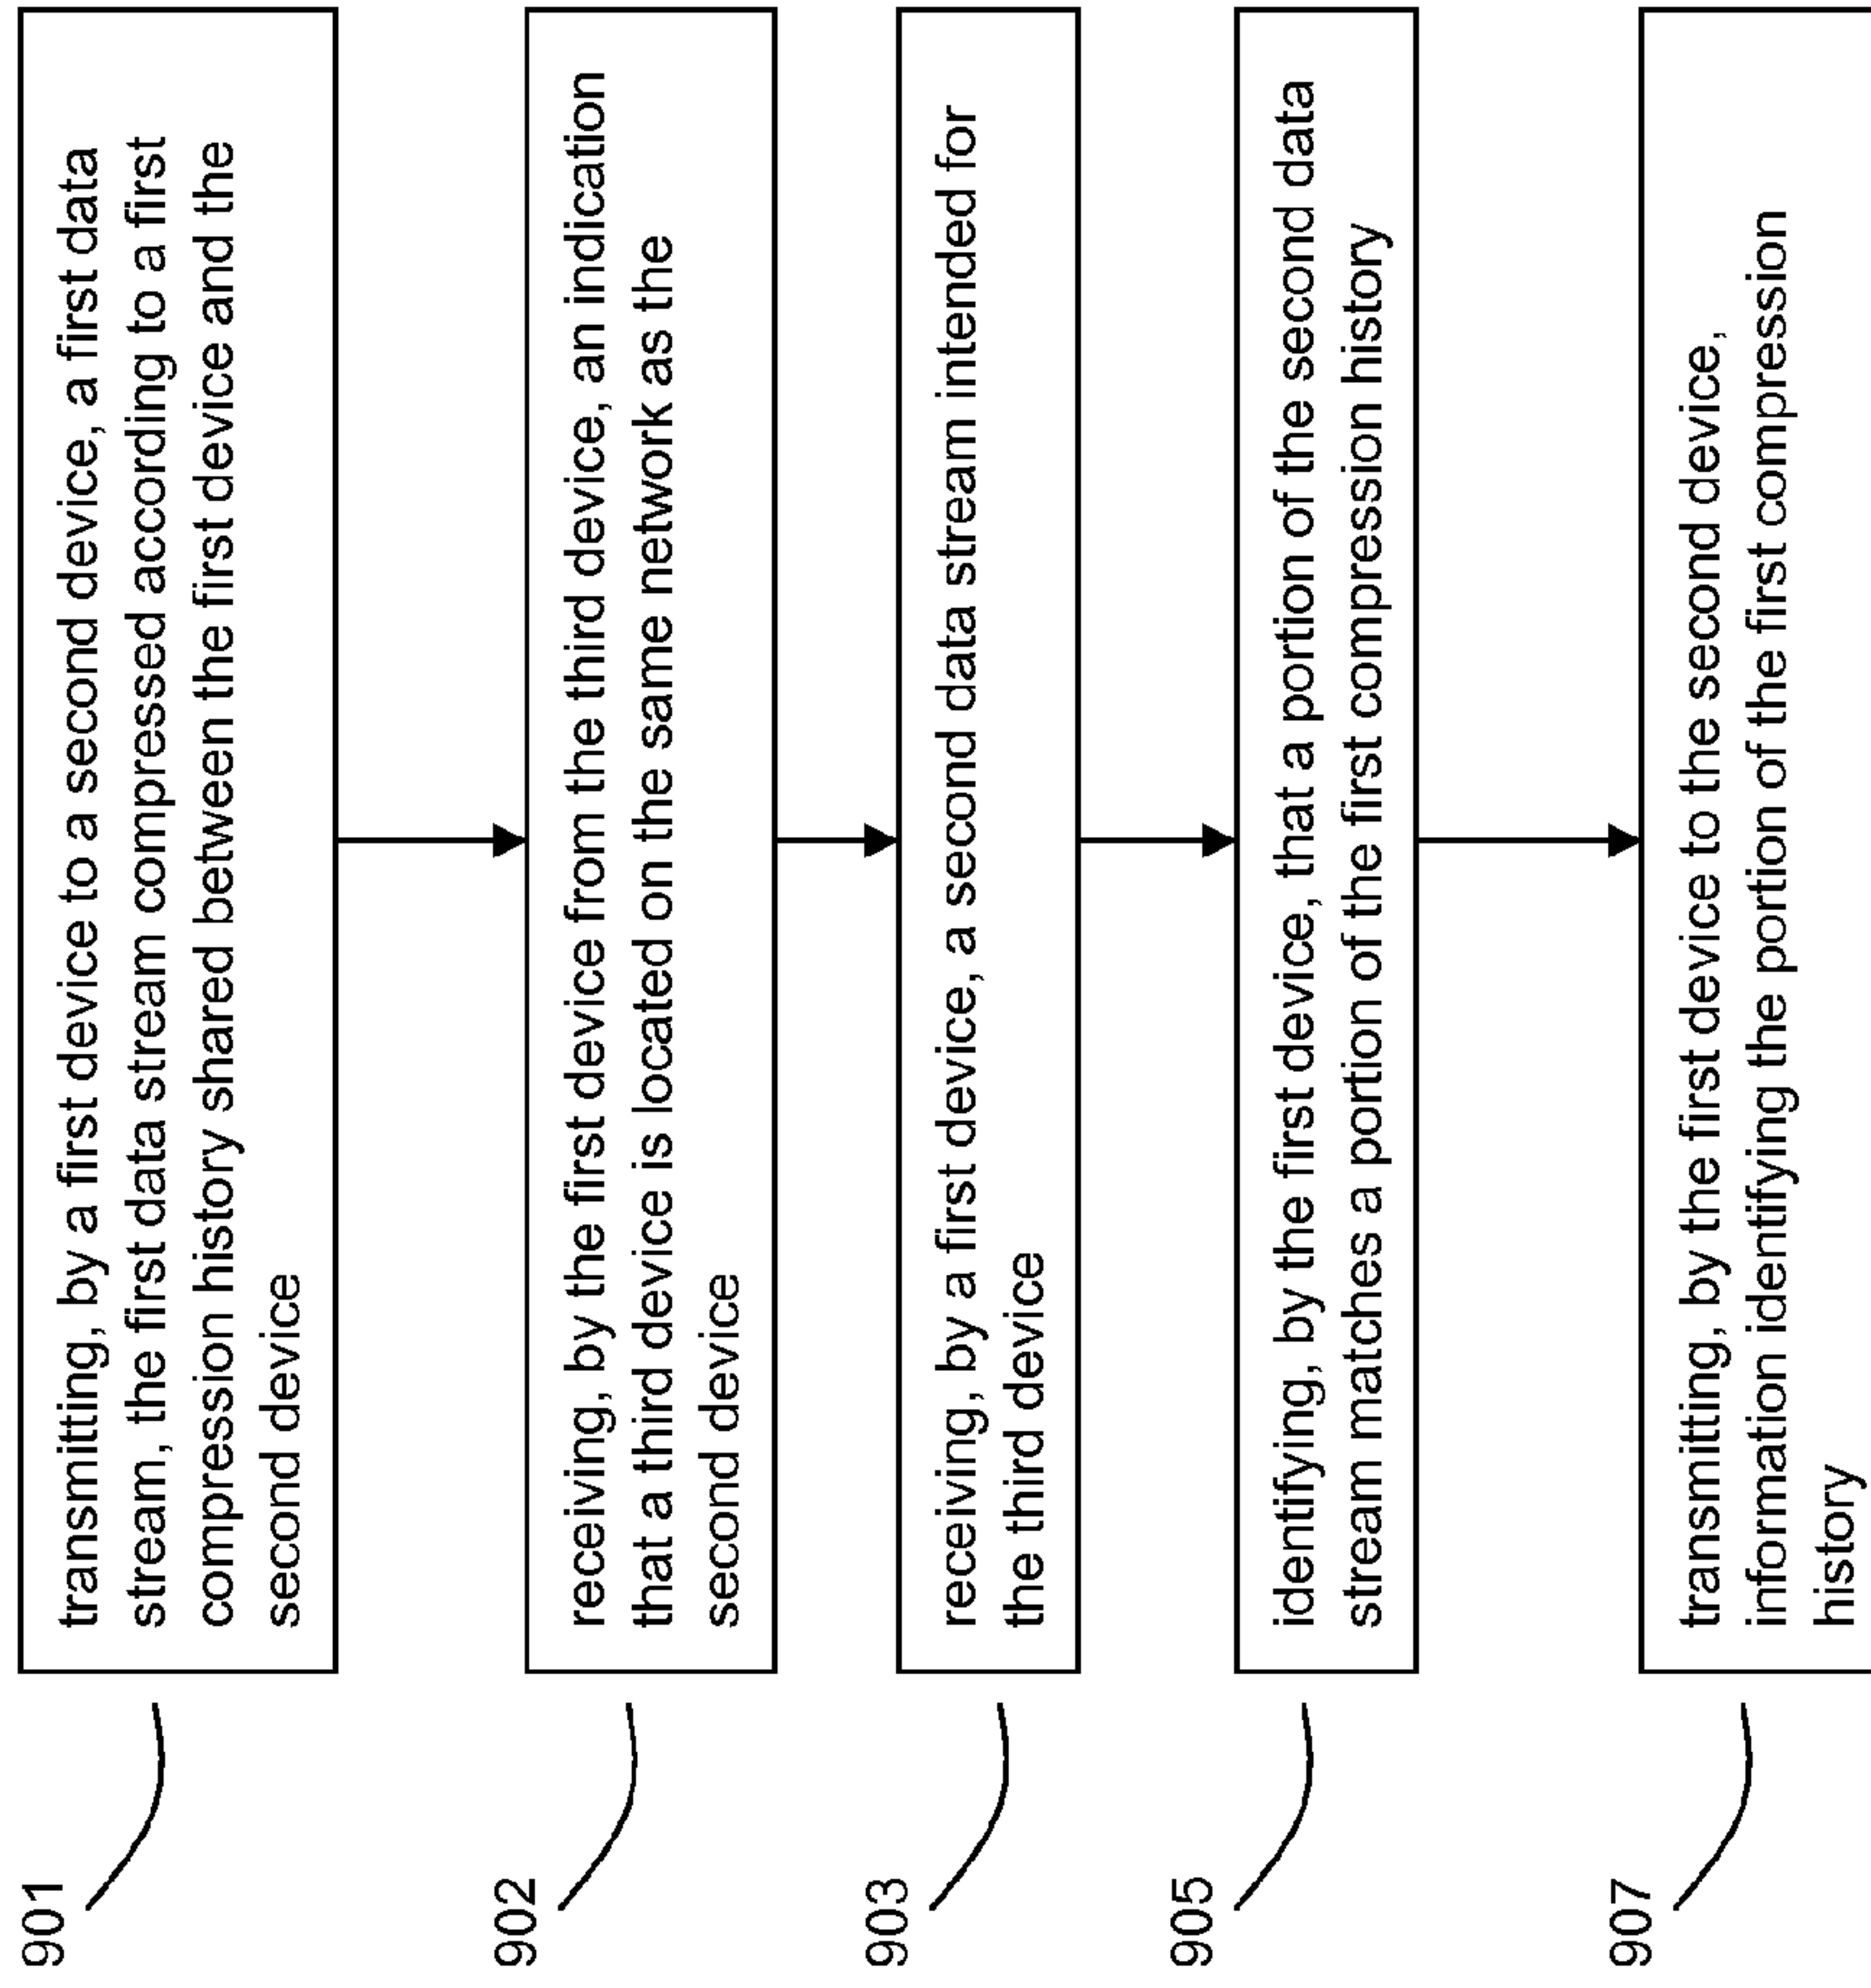 901
transmitting, by a first device to a second device, a first data
stream, the first data stream compressed according to a first
compression history shared between the first device and the
second device
902
receiving, by the first device from the third device, an indication
that a third device is located on the same network as the
second device
903
receiving, by a first device, a second data stream intended for
the third device
905
identifying, by the first device, that a portion of the second data
stream matches a portion of the first compression history
907
transmitting, by the first device to the second device,
information identifying the portion of the first compression
history